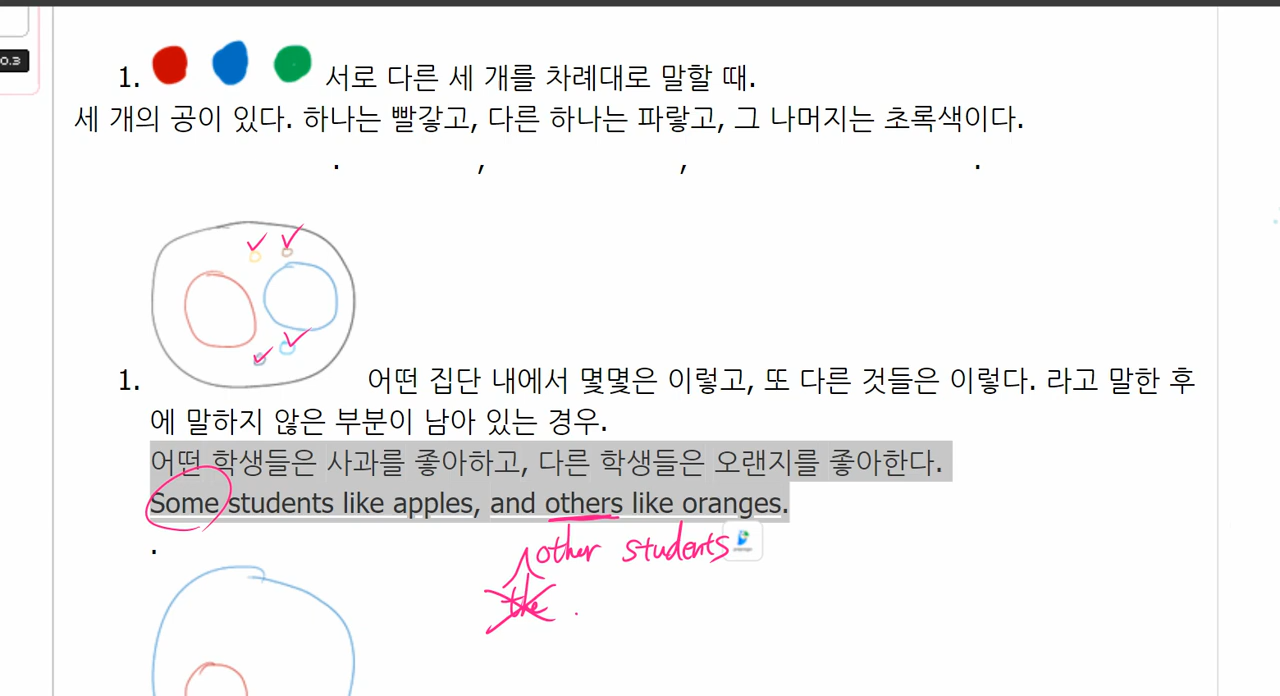 0.3
1. 서로 다른 세 개를 차례대로 말할 때.
세 개의 공이 있다. 하나는 빨갛고, 다른 하나는 파랗고, 그 나머지는 초록색이다.
. , , .
1. 어떤 집단 내에서 몇몇은 이렇고, 또 다른 것들은 이렇다. 라고 말한 후
에 말하지 않은 부분이 남아 있는 경우.
어떤 학생들은 사과를 좋아하고, 다른 학생들은 오랜지를 좋아한다.
Some students like apples, and others like oranges.
.
other students
the .